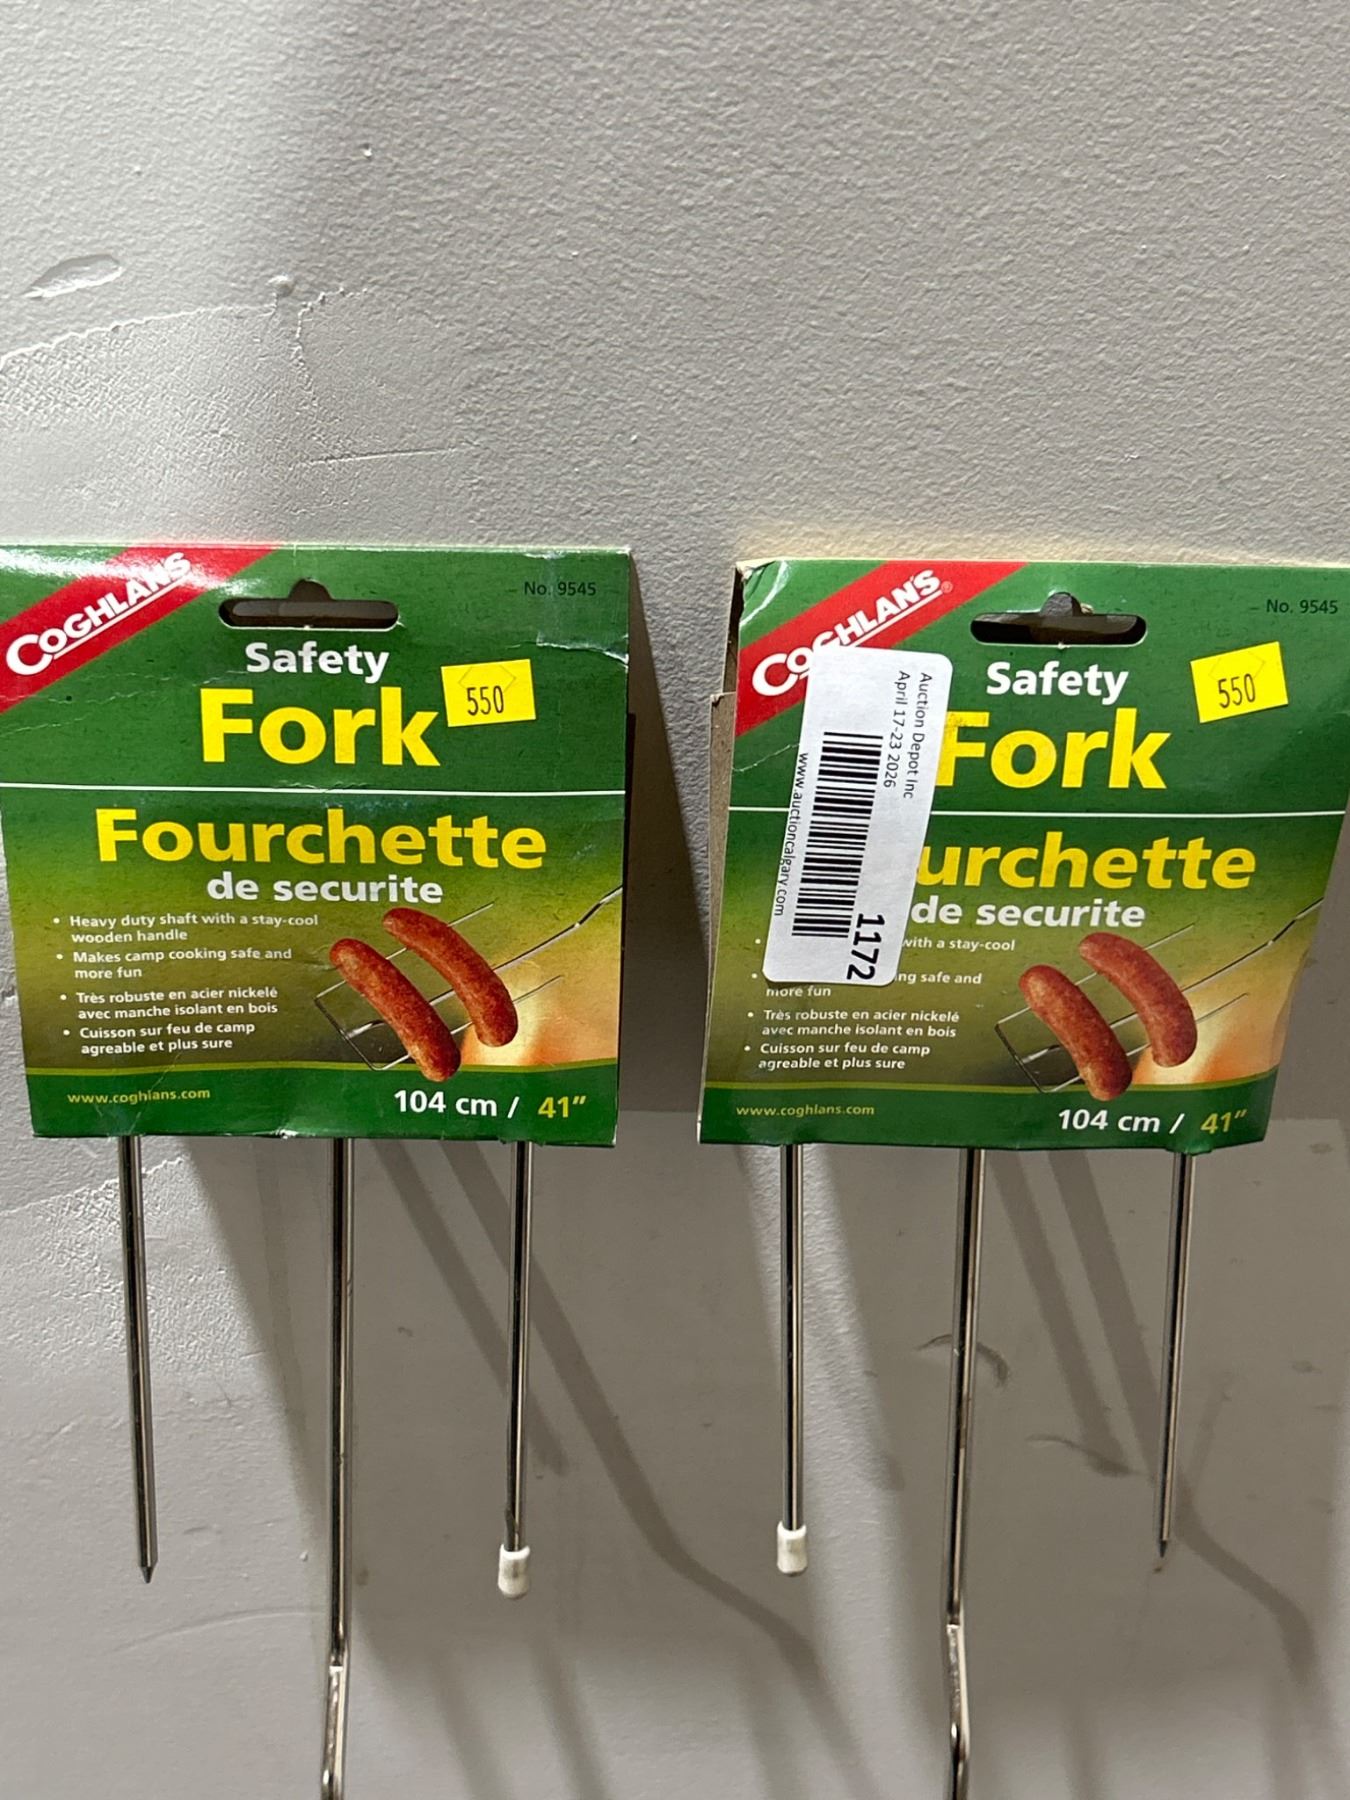 COGHLANS
No. 9545
Safety
Fork
550
Fourchette
de securite
• Heavy duty shaft with a stay-cool
wooden handle
• Makes camp cooking safe and
more fun
• Très robuste en acier nickelé
avec manche isolant en bois
• Cuisson sur feu de camp
agreable et plus sure
www.coghlans.com
104 cm / 41"
COGHLAN'S®
No. 9545
Safety
Fork
550
Auction Depot Inc
April 17-23 2026
www.auctioncalgary.com
1172
urchette
de securite
with a stay-cool
ng safe and
more fun
• Très robuste en acier nickelé
avec manche isolant en bois
• Cuisson sur feu de camp
agreable et plus sure
www.coghlans.com
104 cm / 41"